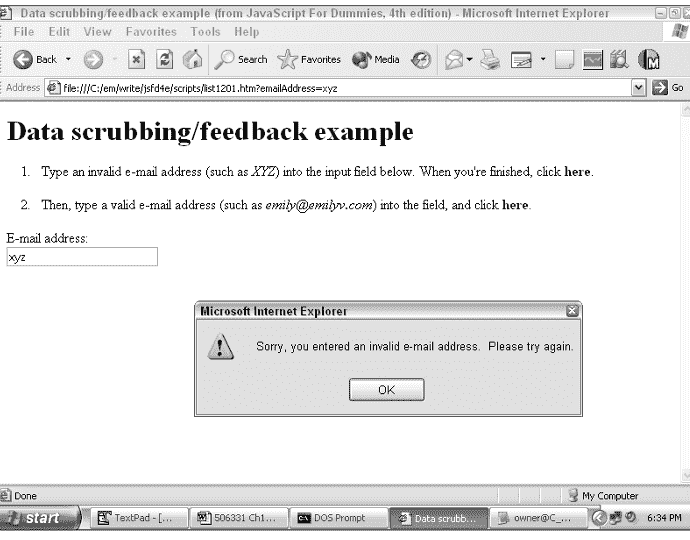 Data scrubbing/feedback example (from JavaScript For Dummies, 4th edition) - Microsoft Internet Explorer
File Edit View Favorites Tools Help
Back Search Favorites Media
Address file:///C:/em/write/jsfd4e/scripts/list1201.htm?emailAddress=xyz Go
Data scrubbing/feedback example
1. Type an invalid e-mail address (such as XYZ) into the input field below. When you're finished, click here.
2. Then, type a valid e-mail address (such as emily@emilyv.com) into the field, and click here.
E-mail address:
xyz
Microsoft Internet Explorer
Sorry, you entered an invalid e-mail address. Please try again.
OK
Done My Computer
start TextPad - [... 506331 Ch1... DOS Prompt Data scrubb... owner@C_... 6:34 PM